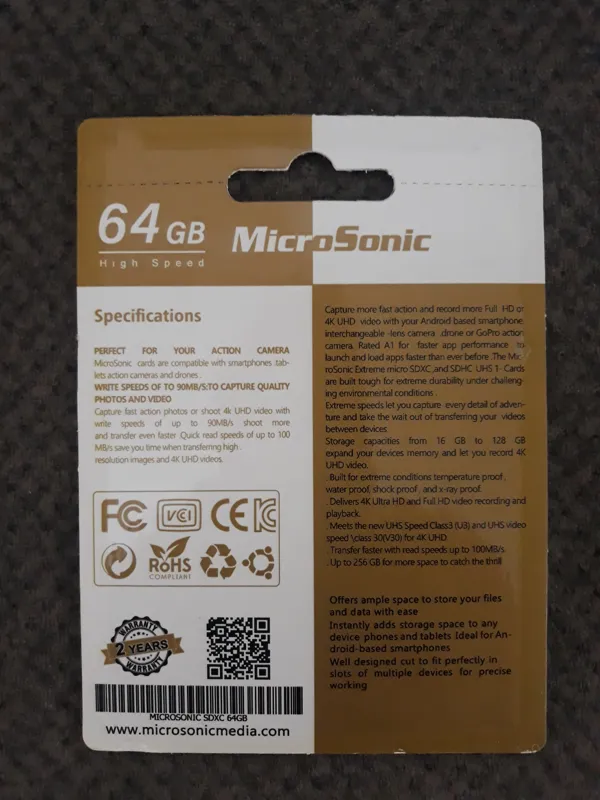 64 GB
High Speed
MicroSonic
Specifications
PERFECT FOR YOUR ACTION CAMERA
MicroSonic cards are compatible with smartphones .tab-
lets action cameras and drones .
WRITE SPEEDS OF TO 90MB/S:TO CAPTURE QUALITY
PHOTOS AND VIDEO
Capture fast action photos or shoot 4k UHD video with
write speeds of up to 90MB/S shoot more
and transfer even faster .Quick read speeds of up to 100
MB/s save you time when transferring high .
resolution images and 4K UHD videos.
FC VCI CE
RoHS
COMPLIANT
WARRANTY
2 YEARS
WARRANTY
MICROSONIC SDXC 64GB
www.microsonicmedia.com
Capture more fast action and record more Full HD or
4K UHD video with your Android based smartphone
interchangeable -lens camera .drone or GoPro action
camera. Rated A1 for faster app performance to
launch and load apps faster than ever before .The Mic-
roSonic Extreme micro SDXC ,and SDHC UHS 1- Cards
are built tough for extreme durability under challeng-
ing environmental conditions .
Extreme speeds let you capture every detail of adven-
ture and take the wait out of transferring your videos
between devices
Storage capacities from 16 GB to 128 GB
expand your devices memory and let you record 4K
UHD video.
. Built for extreme conditions temperature proof ,
water proof, shock proof , and x-ray proof.
. Delivers 4K Ultra HD and Full HD video recording and
playback.
. Meets the new UHS Speed Class3 (U3) and UHS video
speed \class 30(V30) for 4K UHD.
. Transfer faster with read speeds up to 100MB/s.
. Up to 256 GB for more space to catch the thrill
Offers ample space to store your files
and data with ease
Instantly adds storage space to any
device phones and tablets Ideal for An-
droid-based smartphones
Well designed cut to fit perfectly in
slots of multiple devices for precise
working